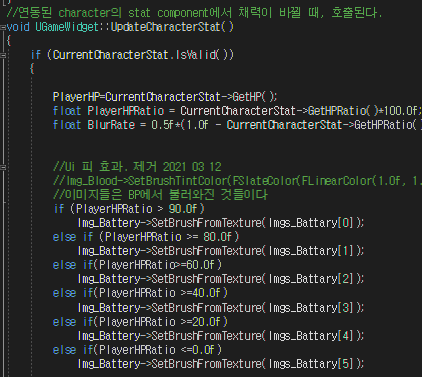 //연동된 character의 stat component에서 체력이 바뀔 때, 호출된다.
void UGameWidget::UpdateCharacterStat()
{
if (CurrentCharacterStat.IsValid())
{
PlayerHP=CurrentCharacterStat->GetHP();
float PlayerHPRatio = CurrentCharacterStat->GetHPRatio()*100.0f;
float BlurRate = 0.5f*(1.0f - CurrentCharacterStat->GetHPRatio()
//Ui 피 효과. 제거 2021 03 12
//Img_Blood->SetBrushTintColor(FSlateColor(FLinearColor(1.0f, 1.
//이미지들은 BP에서 불러와진 것들이다
if (PlayerHPRatio > 90.0f)
Img_Battery->SetBrushFromTexture(Imgs_Battary[0]);
else if (PlayerHPRatio >= 80.0f)
Img_Battery->SetBrushFromTexture(Imgs_Battary[1]);
else if(PlayerHPRatio>=60.0f)
Img_Battery->SetBrushFromTexture(Imgs_Battary[2]);
else if(PlayerHPRatio >=40.0f)
Img_Battery->SetBrushFromTexture(Imgs_Battary[3]);
else if(PlayerHPRatio >=20.0f)
Img_Battery->SetBrushFromTexture(Imgs_Battary[4]);
else if(PlayerHPRatio <=0.0f)
Img_Battery->SetBrushFromTexture(Imgs_Battary[5]);